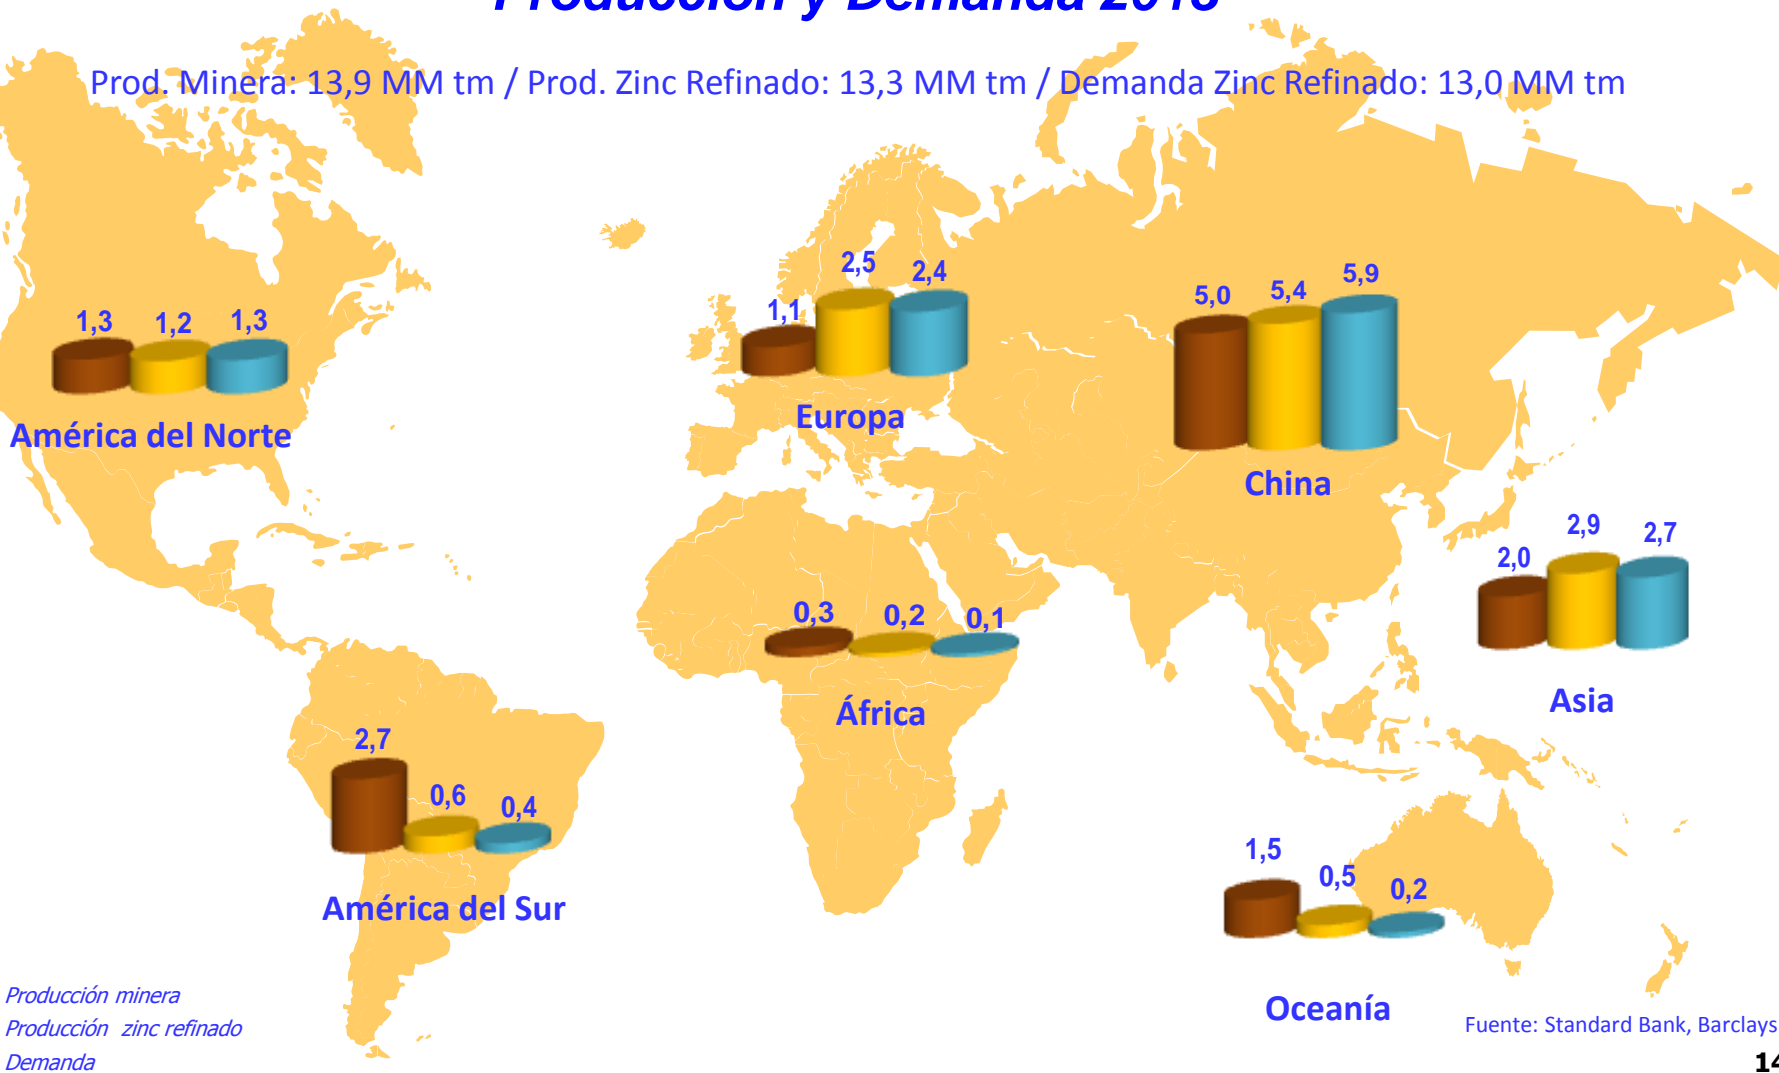 Producción y Demanda 2013
Prod. Minera: 13,9 MM tm / Prod. Zinc Refinado: 13,3 MM tm / Demanda Zinc Refinado: 13,0 MM tm
1,3 1,2 1,3
América del Norte
1,1 2,5 2,4
Europa
5,0 5,4 5,9
China
2,0 2,9 2,7
Asia
0,3 0,2 0,1
África
2,7 0,6 0,4
América del Sur
1,5 0,5 0,2
Oceanía
Producción minera
Producción zinc refinado
Demanda
Fuente: Standard Bank, Barclays
14